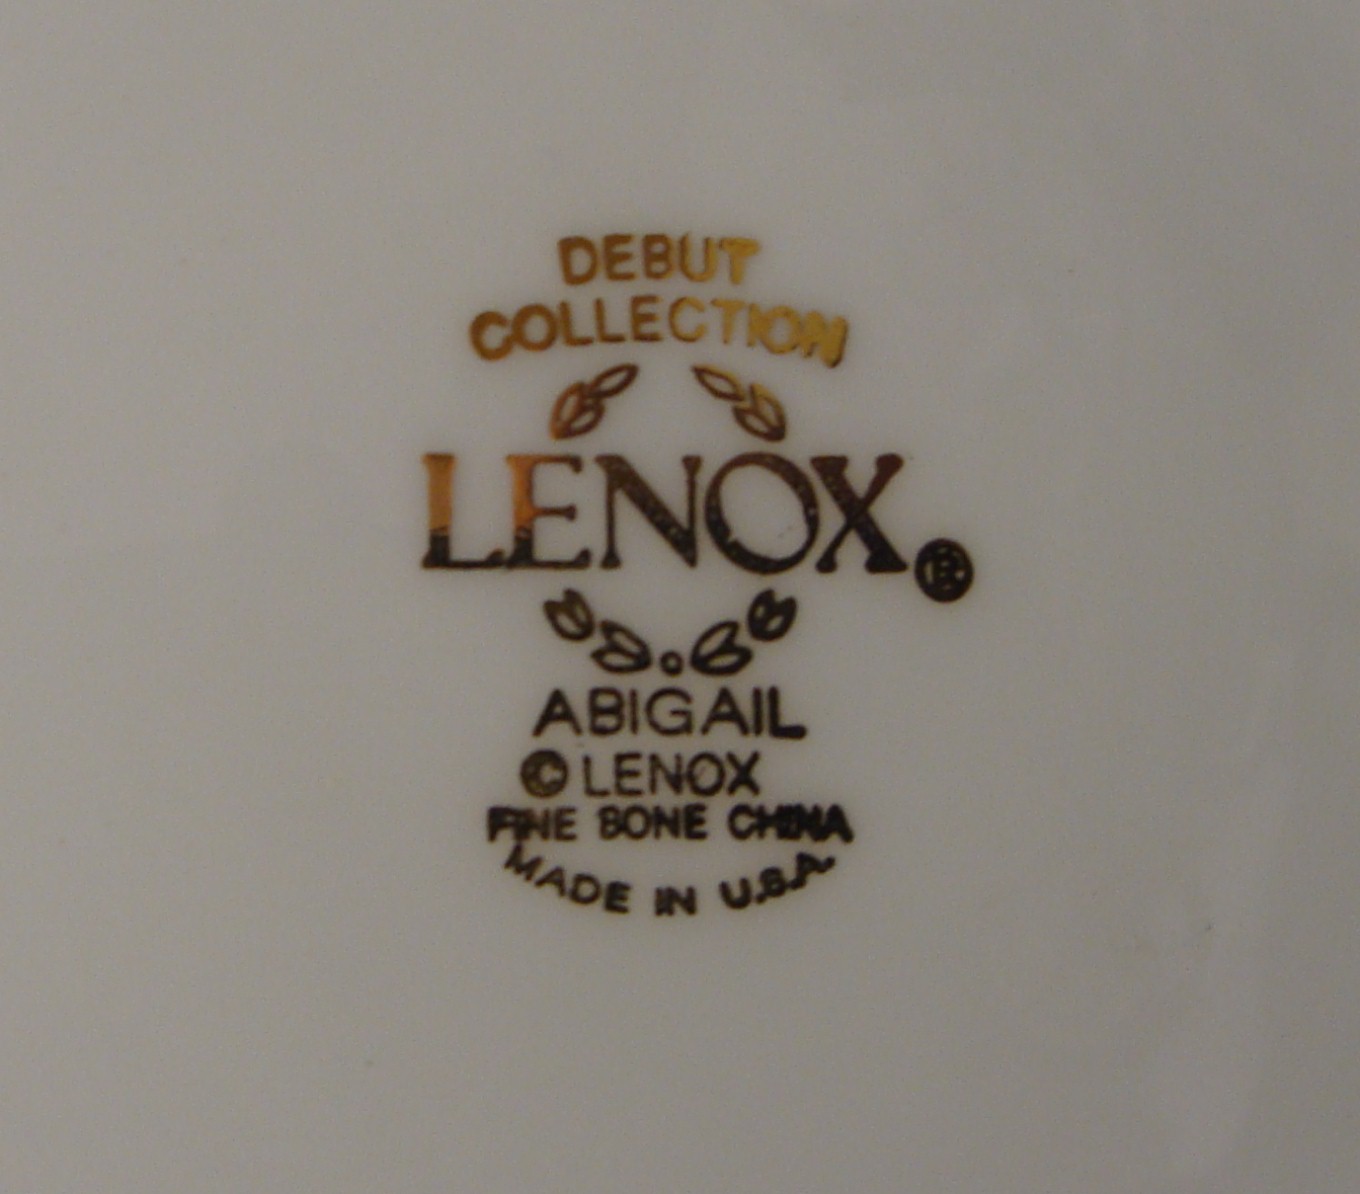 DEBUT
COLLECTION
LENOX®
ABIGAIL
© LENOX
FINE BONE CHINA
MADE IN U.S.A.